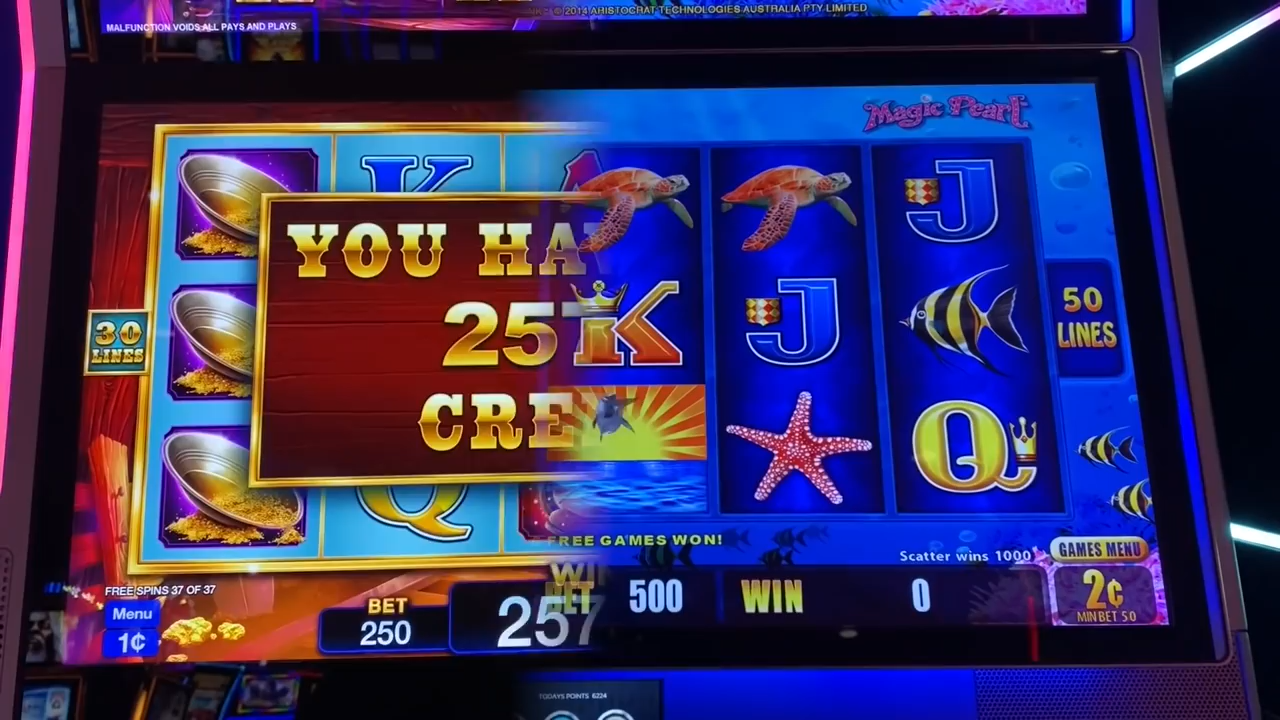 MALFUNCTION VOIDS ALL PAYS AND PLAYS
© 2014 ARISTOCRAT TECHNOLOGIES AUSTRALIA PTY LIMITED
Magic Pearl
K
J
YOU HA
257
CRE
K
J
Q
Q
30
LINES
50
LINES
FREE GAMES WON!
Scatter wins 1000
GAMES MENU
FREE SPINS 37 OF 37
Menu
1¢
BET
250
WIN
257
BET
500
WIN
0
2¢
MIN BET 50
TODAYS POINTS 6224